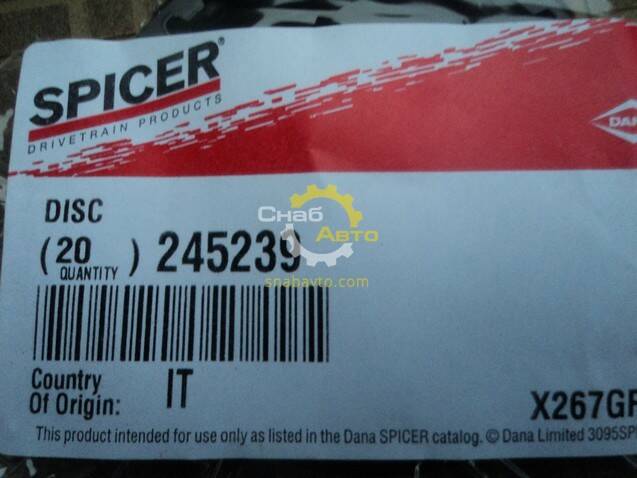 SPICER®
DRIVETRAIN PRODUCTS
DANA
DISC
(20) 245239
QUANTITY
Снаб Авто
snabavto.com
Country
Of Origin: IT
X267GF
This product intended for use only as listed in the Dana SPICER catalog. © Dana Limited 3095SP